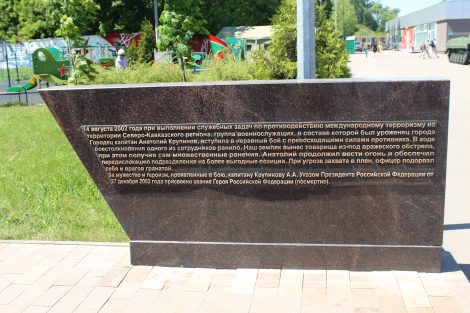 14 августа 2002 года при выполнении служебных задач по противодействию международному терроризму на
территории Северо-Кавказского региона, группа военнослужащих, в составе которой был уроженец города
Городец капитан Анатолий Крупинов, вступила в неравный бой с превосходящими силами противника. В ходе
боестолкновения одного из сотрудников ранило. Наш земляк вынес товарища из-под вражеского обстрела,
при этом получив сам множественные ранения. Анатолий продолжил вести огонь и обеспечил
передислокацию подразделения на более выгодные позиции. При угрозе захвата в плен, офицер подорвал
себя и врагов гранатой.
За мужество и героизм, проявленные в бою, капитану Крупинову А.А. Указом Президента Российской Федерации от
27 декабря 2002 года присвоено звание Героя Российской Федерации (посмертно).